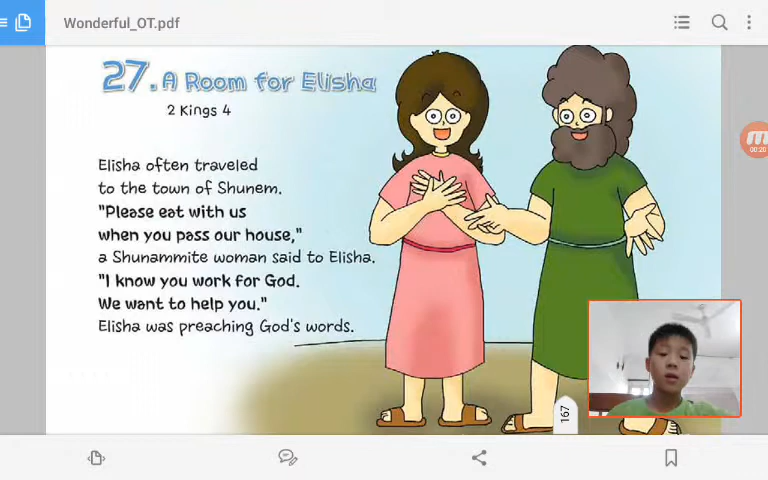 Wonderful_OT.pdf
27. A Room for Elisha
2 Kings 4
Elisha often traveled
to the town of Shunem.
"Please eat with us
when you pass our house,"
a Shunammite woman said to Elisha.
"I know you work for God.
We want to help you."
Elisha was preaching God's words.
00:20
167